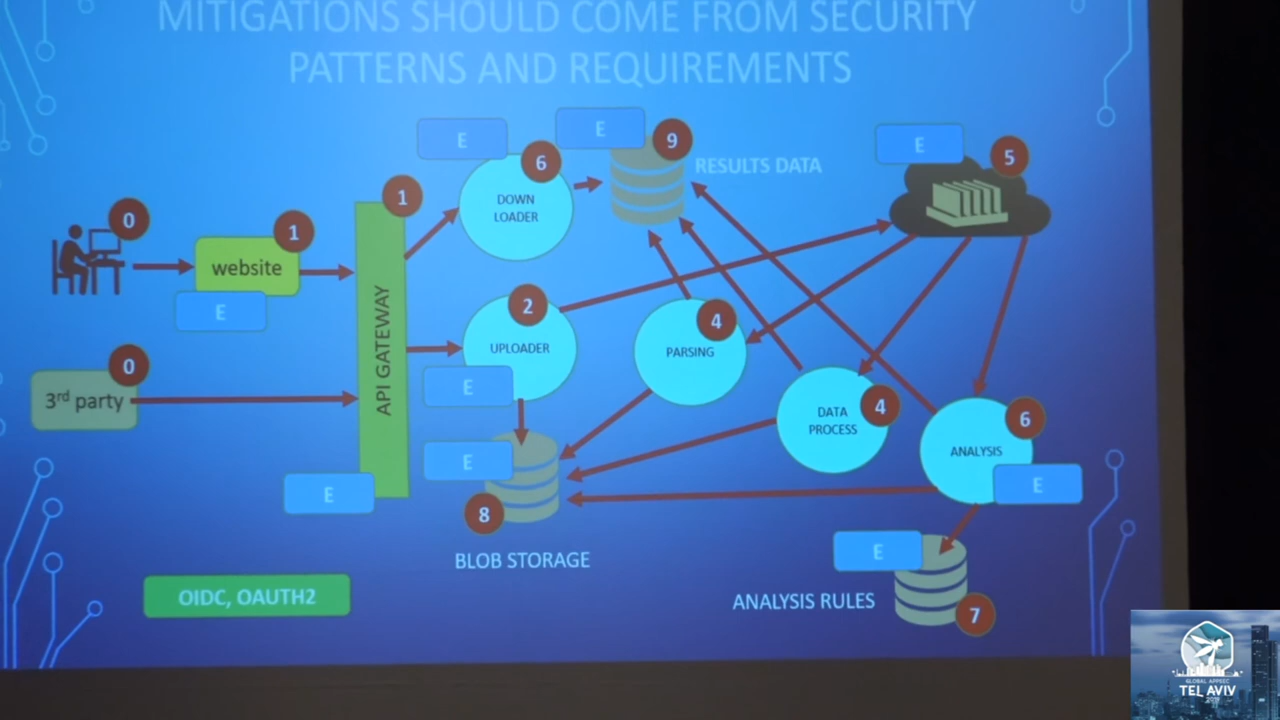 MITIGATIONS SHOULD COME FROM SECURITY
PATTERNS AND REQUIREMENTS
E
E
9
E
5
6
RESULTS DATA
DOWN
LOADER
1
0
1
website
E
API GATEWAY
2
UPLOADER
E
4
PARSING
0
3rd party
4
DATA
PROCESS
6
ANALYSIS
E
E
8
E
BLOB STORAGE
E
ANALYSIS RULES
7
OIDC, OAUTH2
GLOBAL APPSEC
TEL AVIV